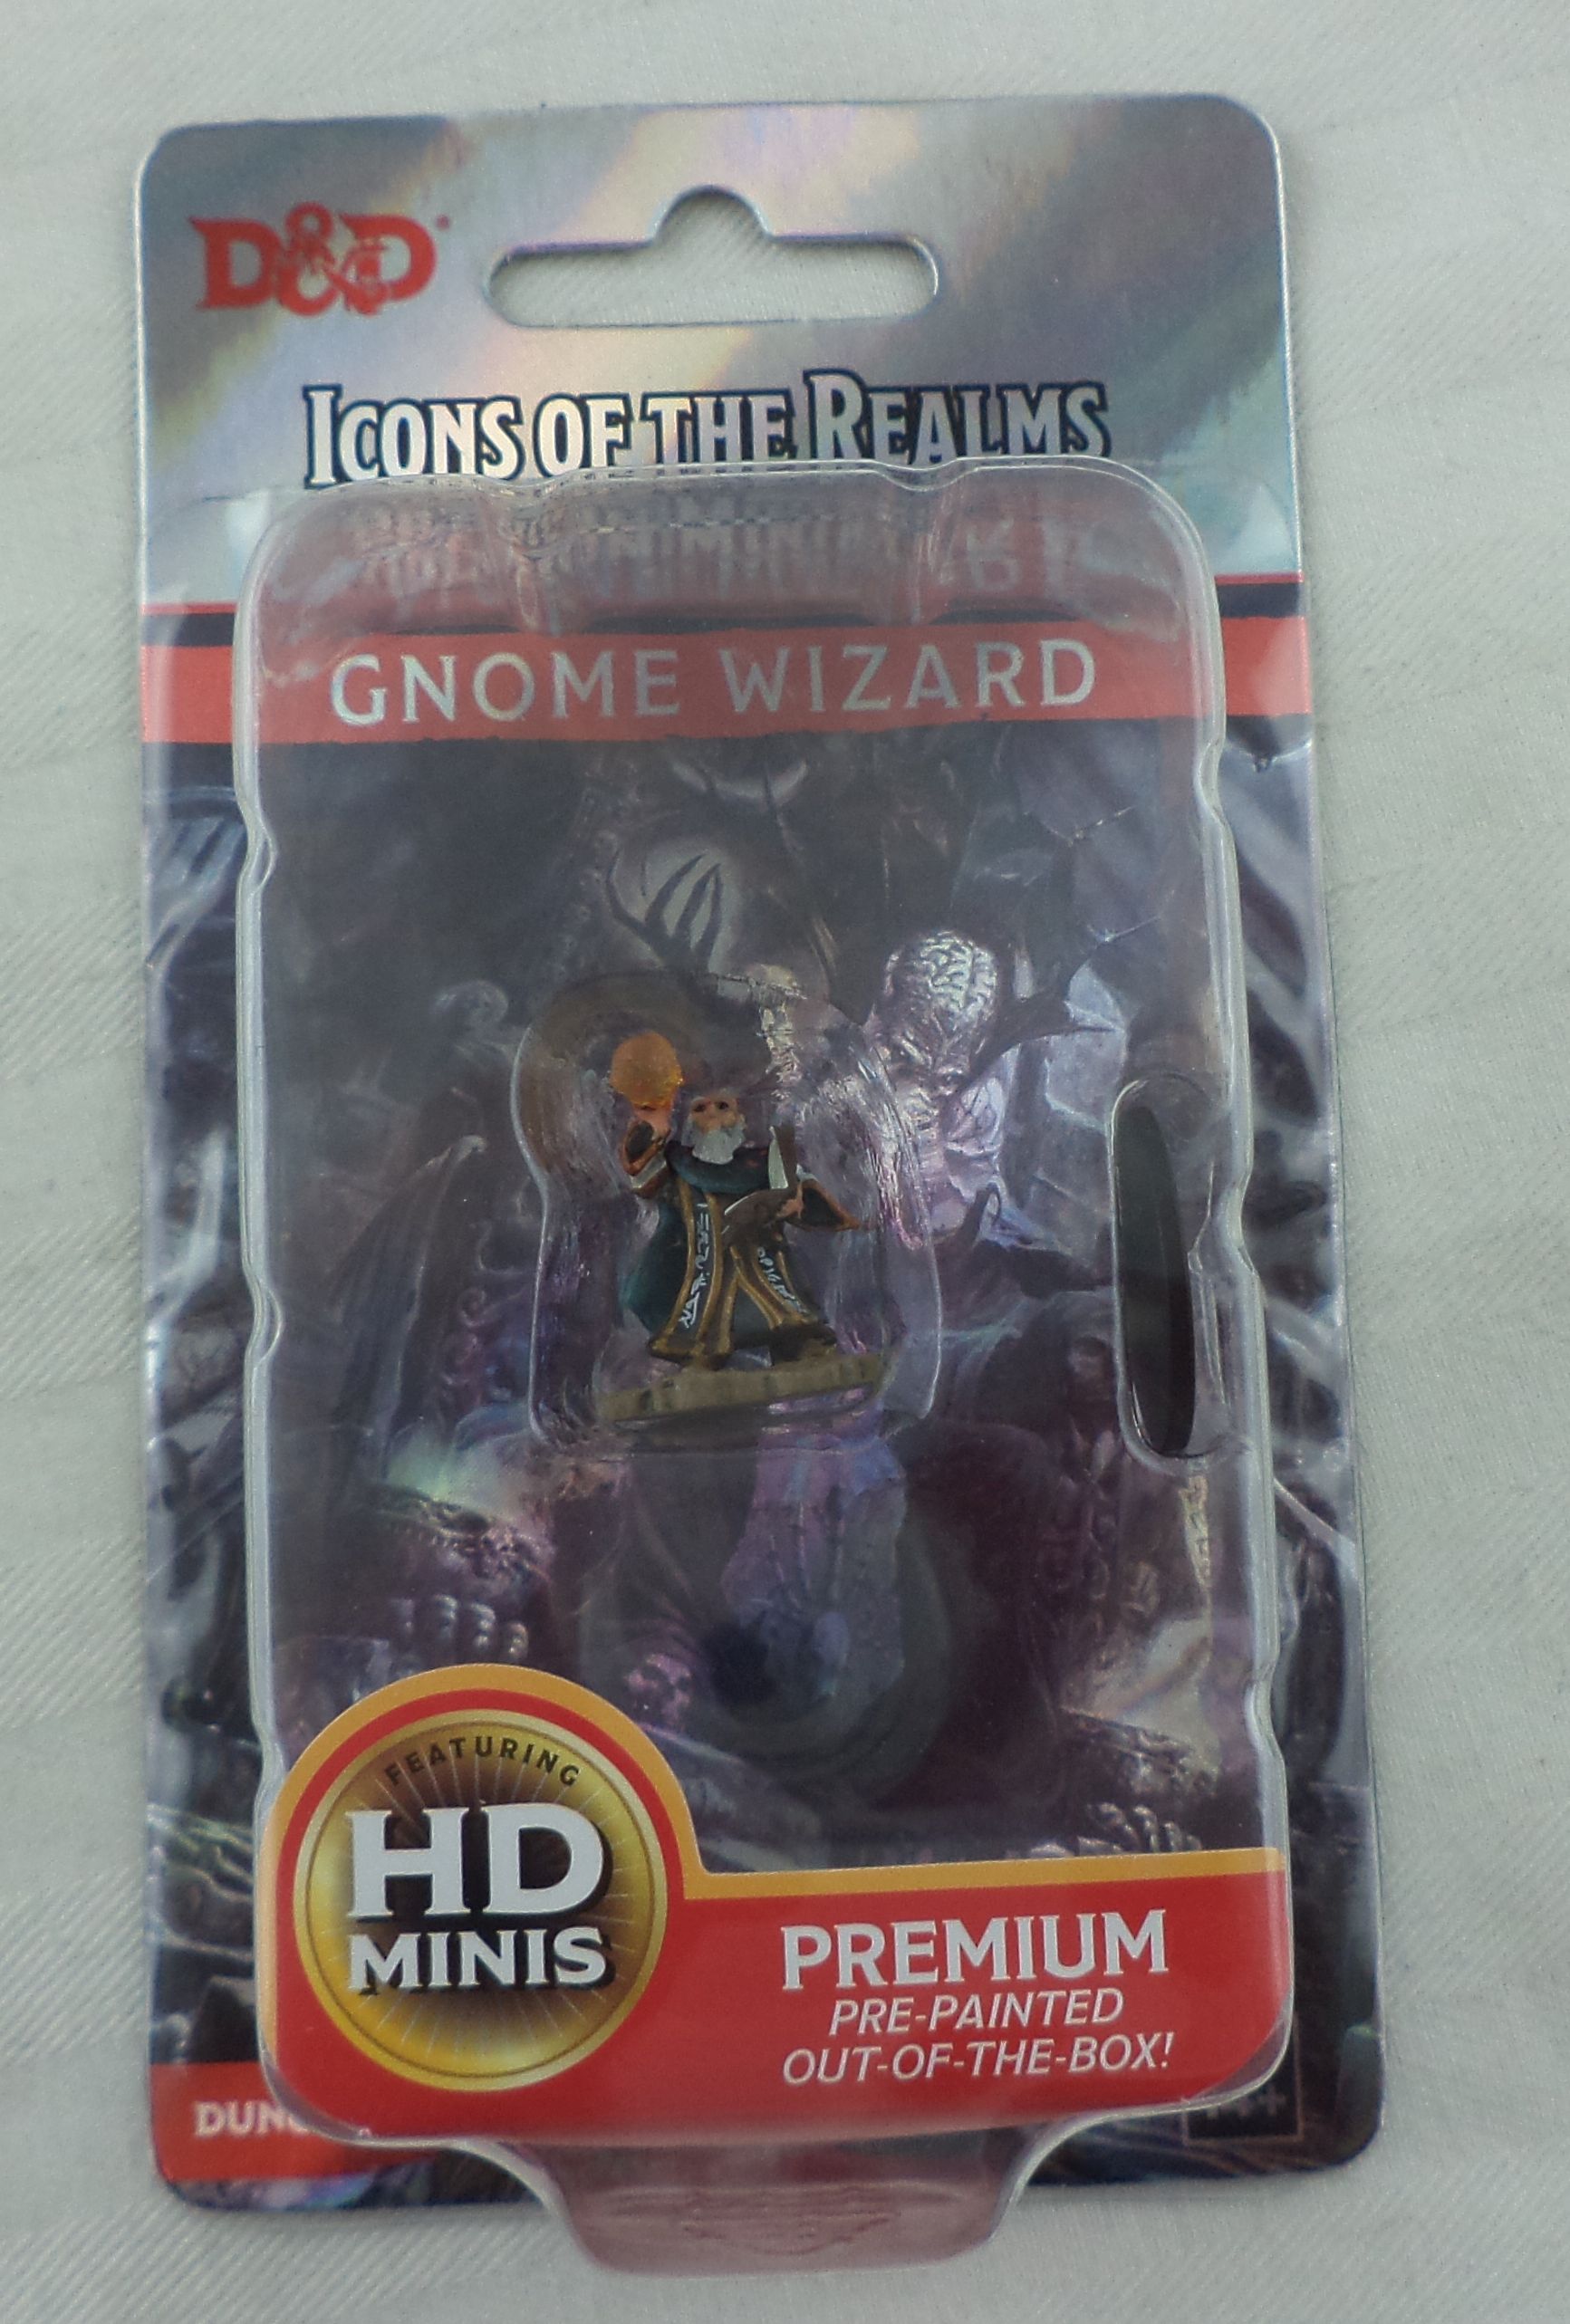 D&D
ICONS OF THE REALMS
GNOME WIZARD
FEATURING
HD
MINIS
PREMIUM
PRE-PAINTED
OUT-OF-THE-BOX!